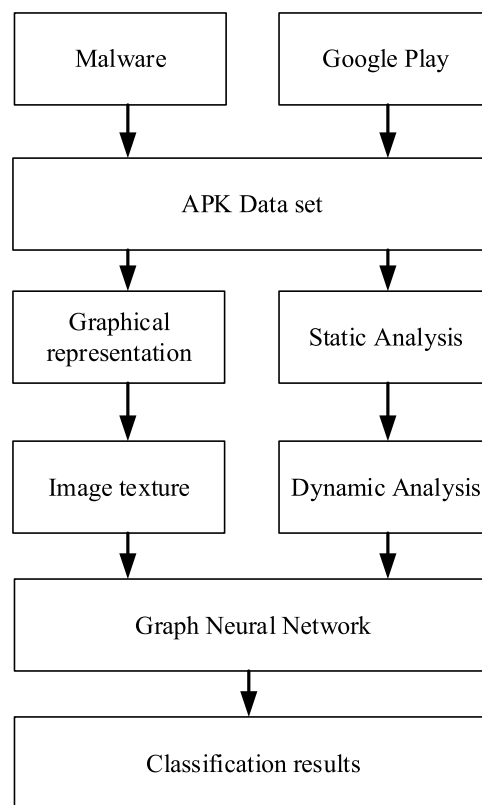 Malware
Google Play
APK Data set
Graphical
representation
Static Analysis
Image texture
Dynamic Analysis
Graph Neural Network
Classification results